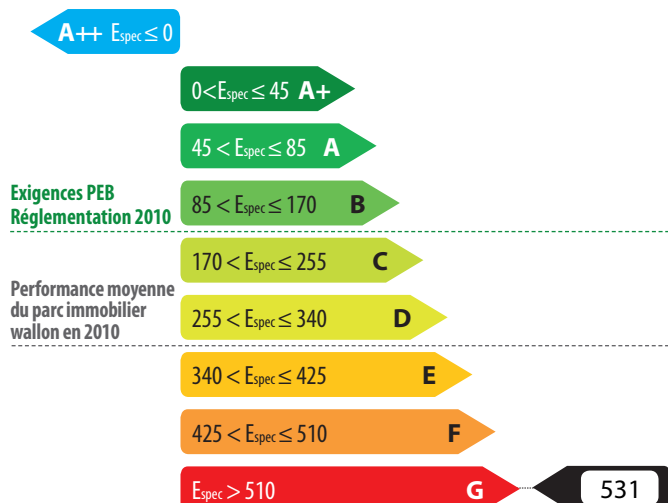 A++ Espec ≤ 0
0<Espec ≤ 45 A+
45 < Espec ≤ 85 A
Exigences PEB
Réglementation 2010
85 < Espec ≤ 170 B
170 < Espec ≤ 255 C
Performance moyenne
du parc immobilier
wallon en 2010
255 < Espec ≤ 340 D
340 < Espec ≤ 425 E
425 < Espec ≤ 510 F
Espec > 510 G 531